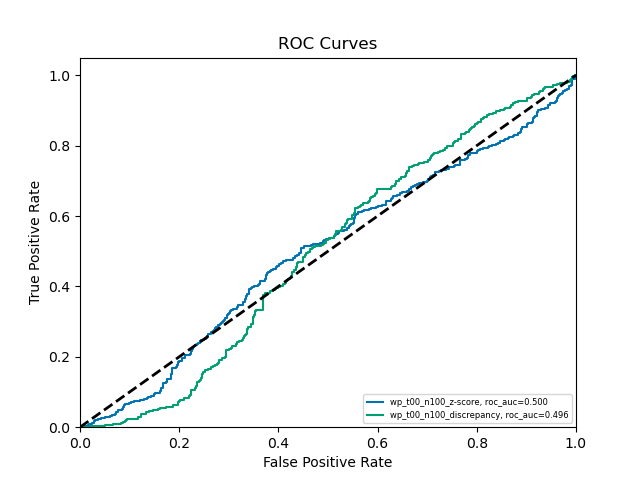 ROC Curves
True Positive Rate
1.0
0.8
0.6
0.4
0.2
0.0
0.0 0.2 0.4 0.6 0.8 1.0
False Positive Rate
wp_t00_n100_z-score, roc_auc=0.500
wp_t00_n100_discrepancy, roc_auc=0.496